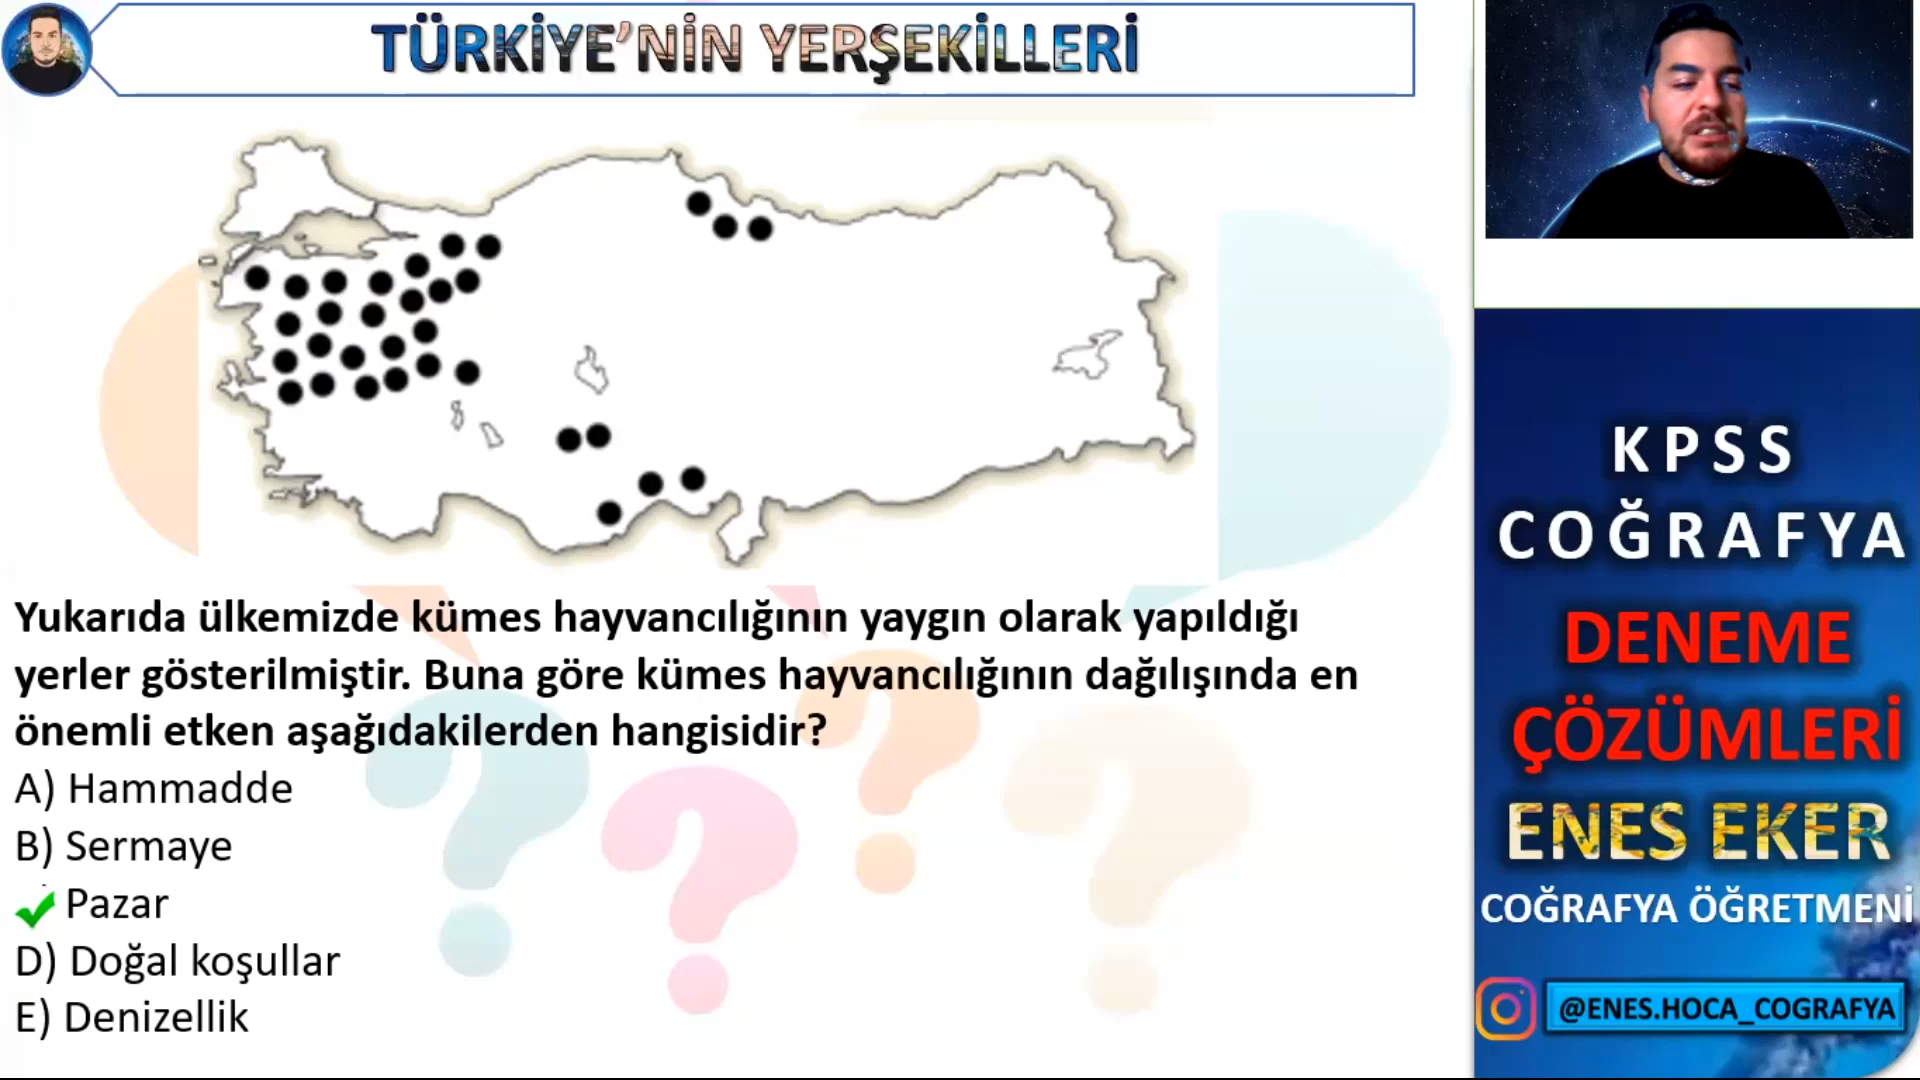 TÜRKİYE’NİN YERŞEKİLLERİ
Yukarıda ülkemizde kümes hayvancılığının yaygın olarak yapıldığı
yerler gösterilmiştir. Buna göre kümes hayvancılığının dağılışında en
önemli etken aşağıdakilerden hangisidir?
A) Hammadde
B) Sermaye
Pazar
D) Doğal koşullar
E) Denizellik
KPSS
COĞRAFYA
DENEME
ÇÖZÜMLERİ
ENES EKER
COĞRAFYA ÖĞRETMENİ
@ENES.HOCA_COGRAFYA